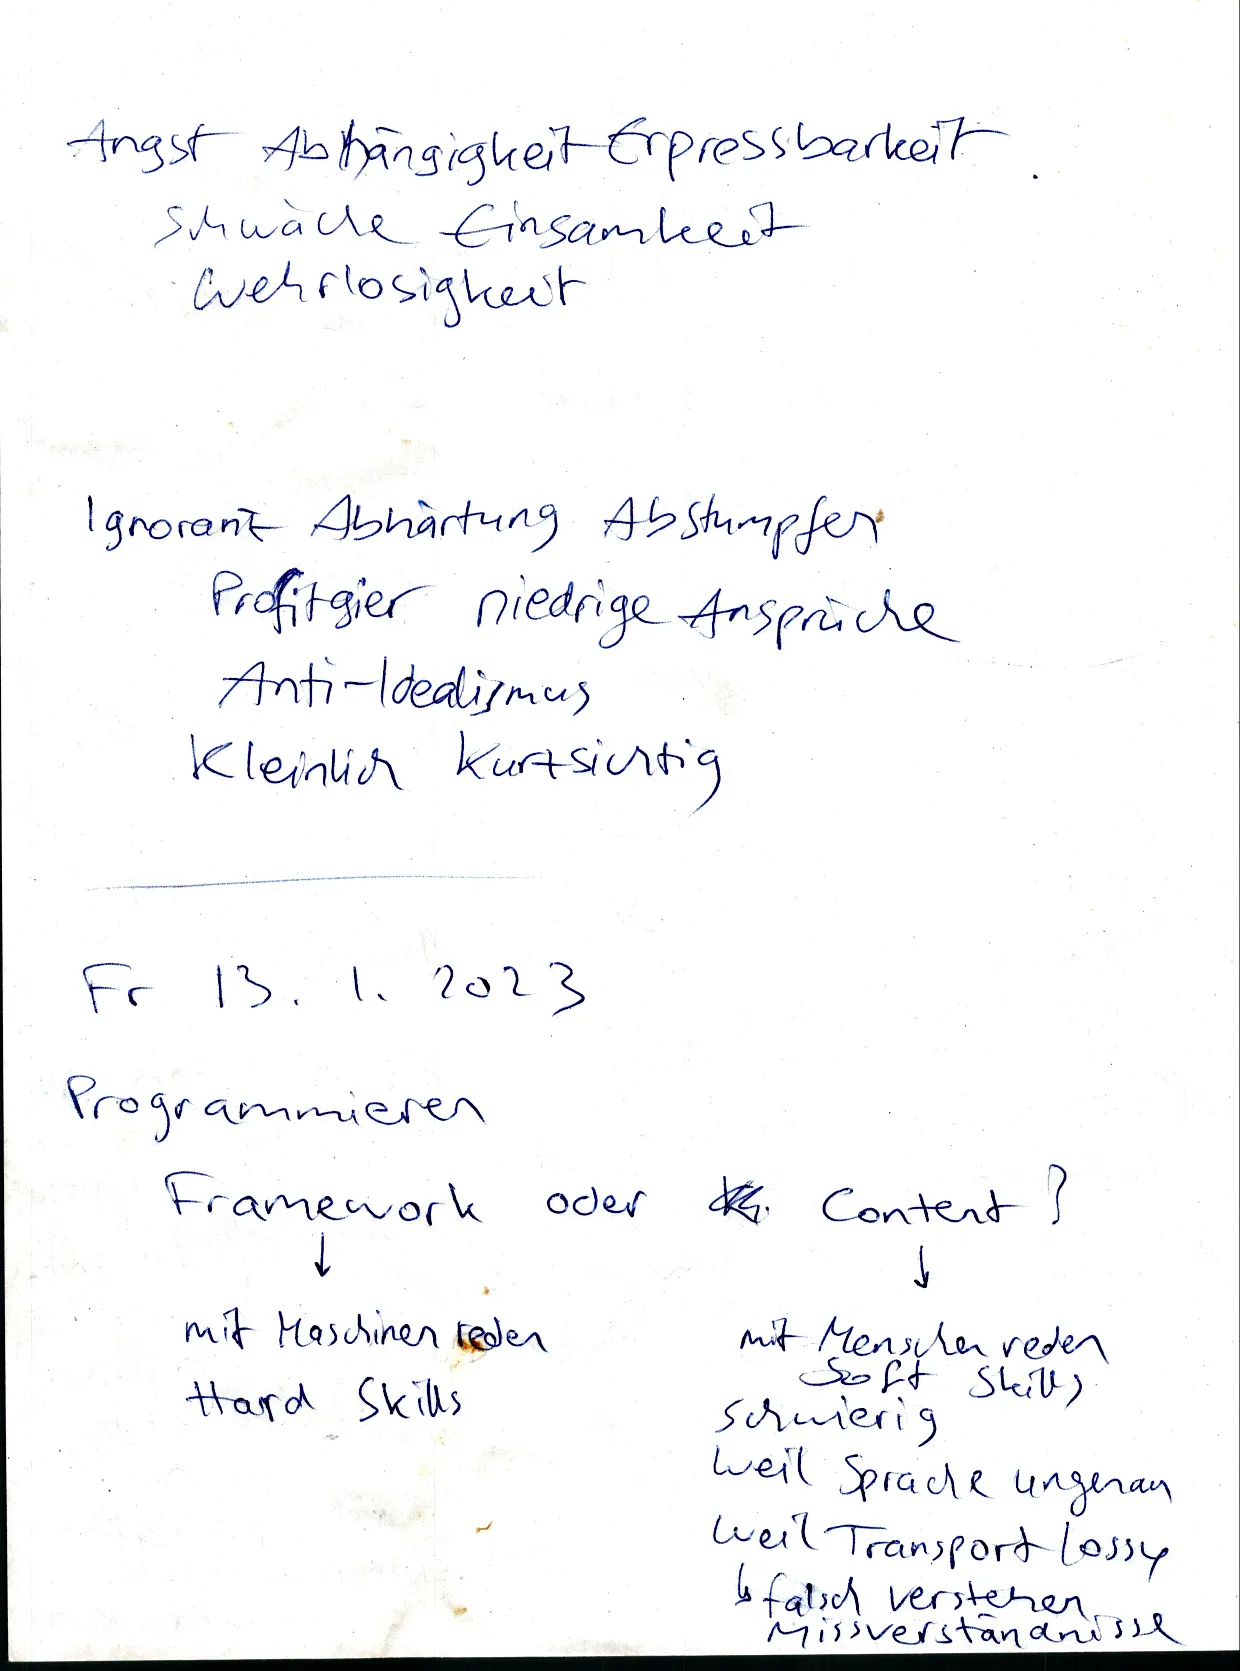 Angst Abhängigkeit Erpressbarkeit
Schwäche Einsamkeit
Wehrlosigkeit
Ignorant Abhärtung Abstumpfen
Profitgier niedrige Ansprüche
Anti-Idealismus
Kleinlich Kurzsichtig
Fr 13. 1. 2023
Programmieren
Framework oder Content?
↓ ↓
mit Maschinen reden mit Menschen reden
Hard Skills Soft Skills
schwierig
weil Sprache ungenau
weil Transport lossy
↳ falsch verstehen
Missverständnisse